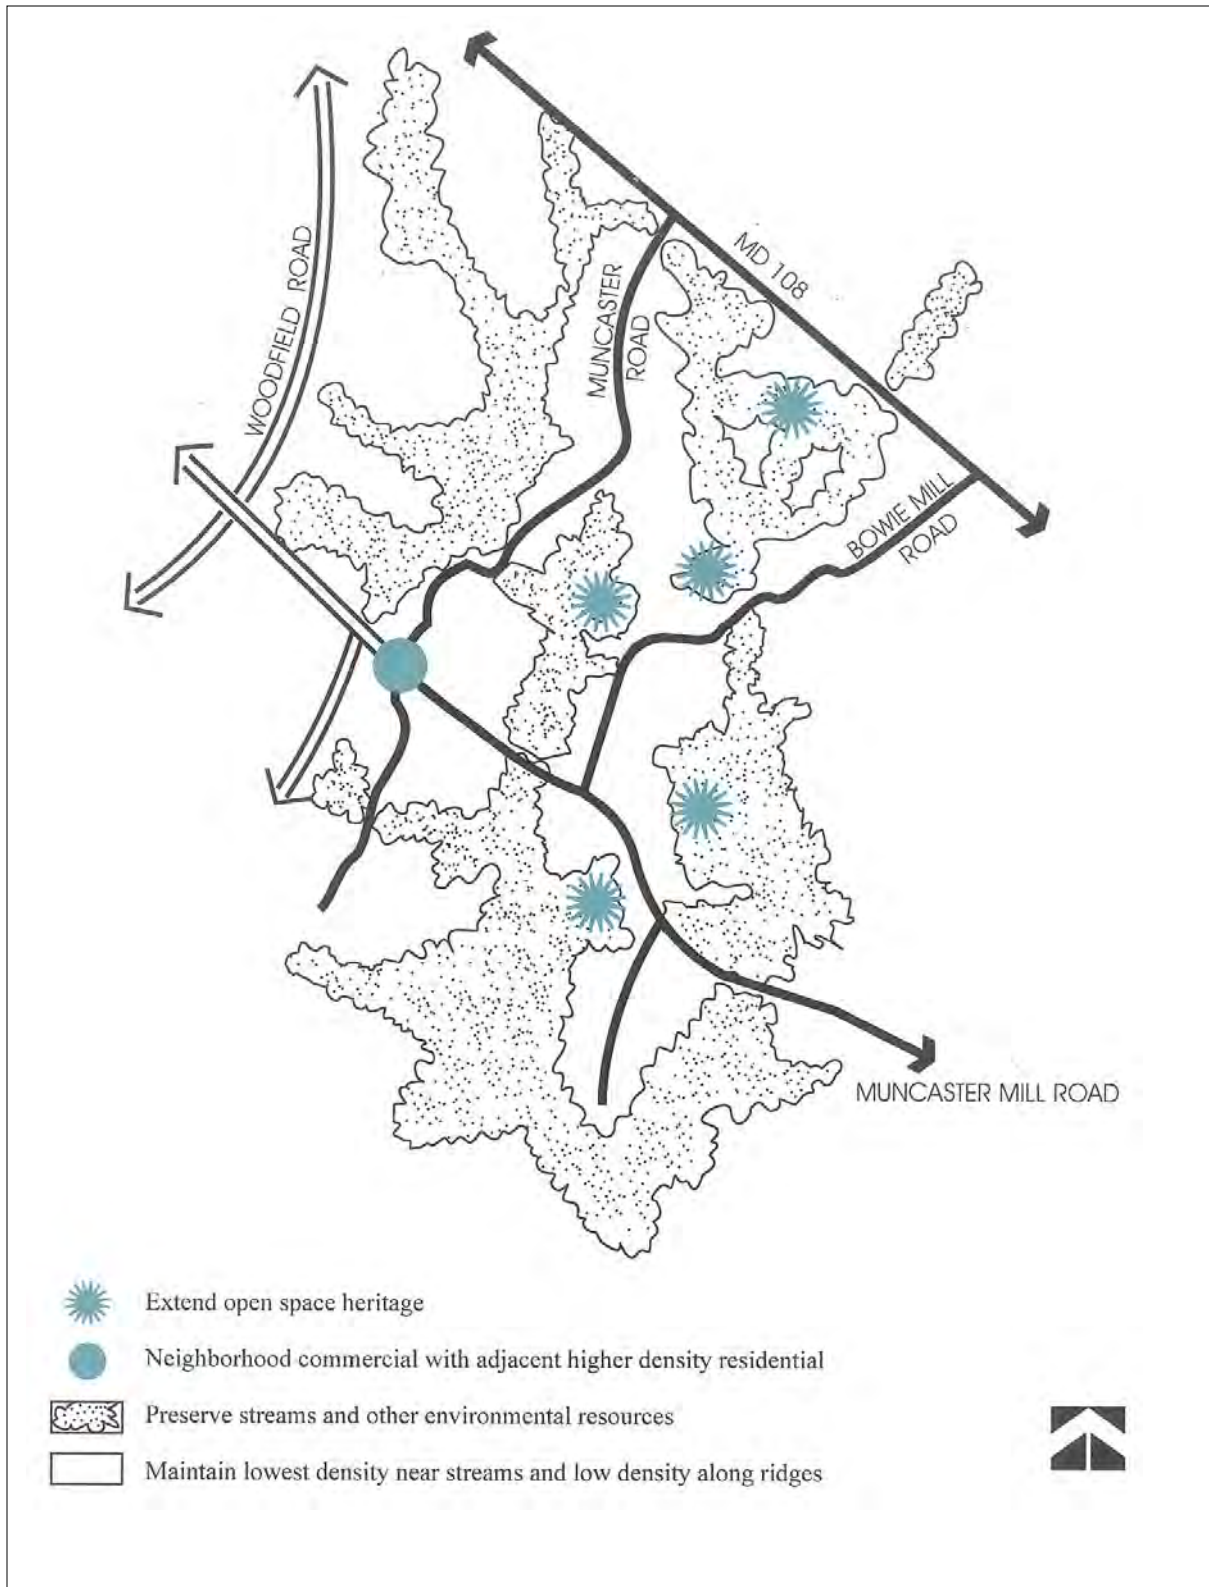 MD 108
WOODFIELD ROAD
MUNCASTER
ROAD
BOWIE MILL
ROAD
MUNCASTER MILL ROAD
Extend open space heritage
Neighborhood commercial with adjacent higher density residential
Preserve streams and other environmental resources
Maintain lowest density near streams and low density along ridges